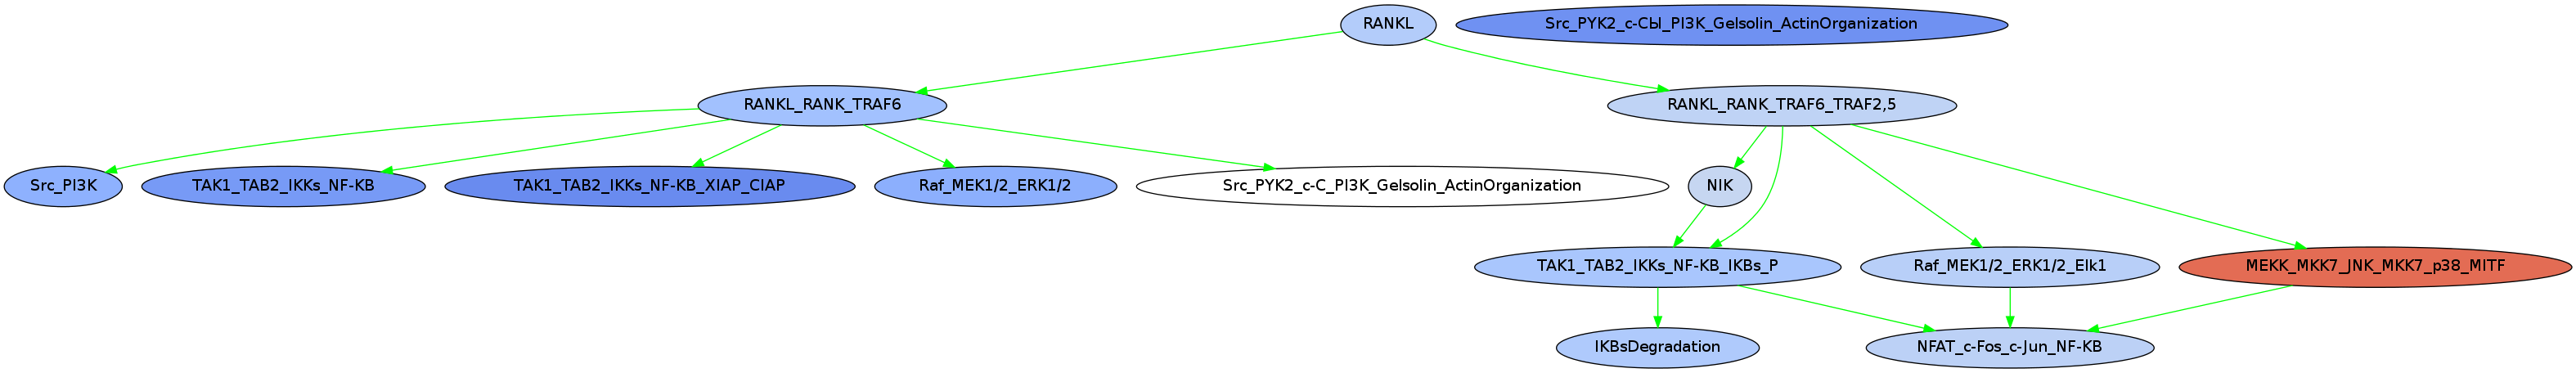 RANKL
Src_PYK2_c-Cbl_PI3K_Gelsolin_ActinOrganization
RANKL_RANK_TRAF6
RANKL_RANK_TRAF6_TRAF2,5
Src_PI3K
TAK1_TAB2_IKKs_NF-KB
TAK1_TAB2_IKKs_NF-KB_XIAP_CIAP
Raf_MEK1/2_ERK1/2
Src_PYK2_c-C_PI3K_Gelsolin_ActinOrganization
NIK
TAK1_TAB2_IKKs_NF-KB_IKBs_P
Raf_MEK1/2_ERK1/2_Elk1
MEKK_MKK7_JNK_MKK7_p38_MITF
IKBsDegradation
NFAT_c-Fos_c-Jun_NF-KB